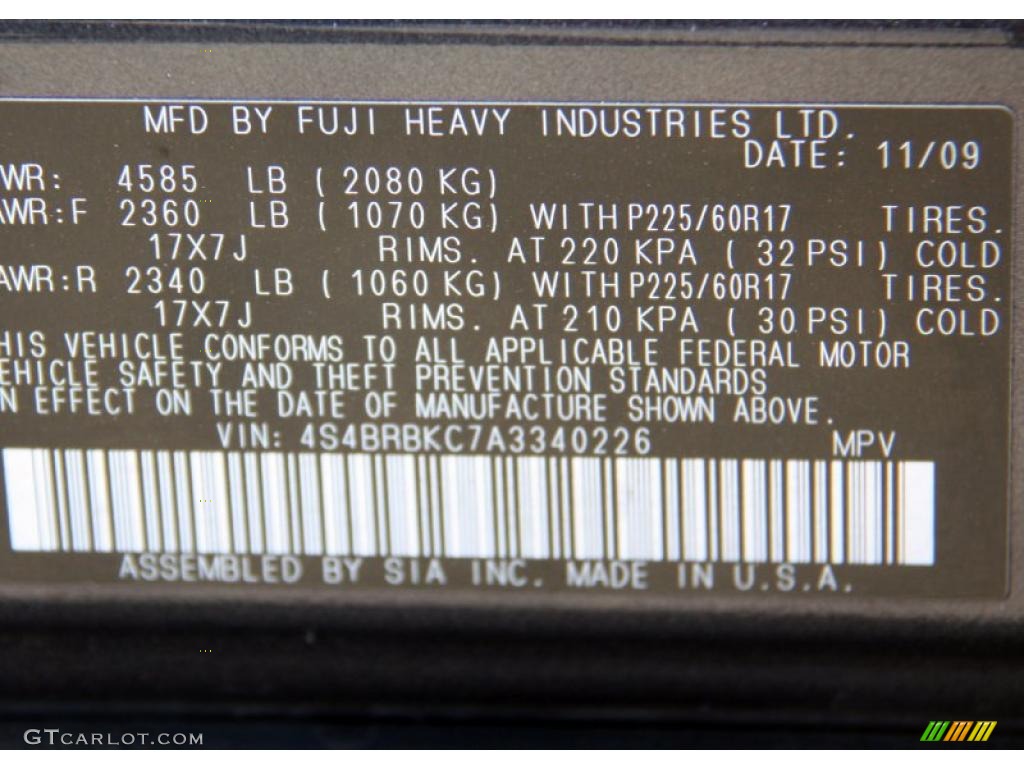 MFD BY FUJI HEAVY INDUSTRIES LTD.
DATE: 11/09
WR: 4585 LB ( 2080 KG)
AWR:F 2360 LB ( 1070 KG) WITH P225/60R17 TIRES.
17X7J RIMS. AT 220 KPA ( 32 PSI) COLD
AWR:R 2340 LB ( 1060 KG) WITH P225/60R17 TIRES.
17X7J RIMS. AT 210 KPA ( 30 PSI) COLD
HIS VEHICLE CONFORMS TO ALL APPLICABLE FEDERAL MOTOR
EHICLE SAFETY AND THEFT PREVENTION STANDARDS
N EFFECT ON THE DATE OF MANUFACTURE SHOWN ABOVE.
VIN: 4S4BRBKC7A3340226 MPV
ASSEMBLED BY SIA INC. MADE IN U.S.A.
GTCARLOT.COM